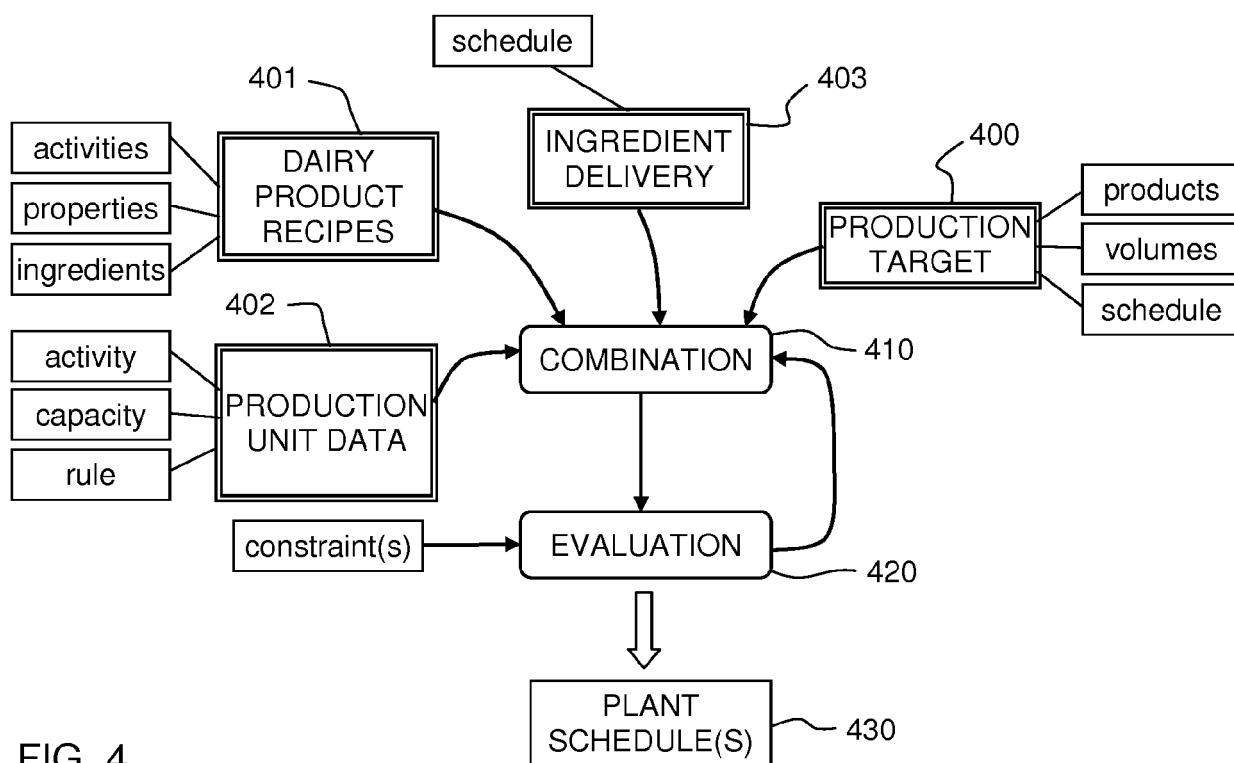 schedule
401
403
activities
properties
ingredients
DAIRY
PRODUCT
RECIPES
INGREDIENT
DELIVERY
400
PRODUCTION
TARGET
products
volumes
schedule
402
activity
capacity
rule
PRODUCTION
UNIT DATA
COMBINATION
410
constraint(s)
EVALUATION
420
PLANT
SCHEDULE(S)
430
FIG. 4